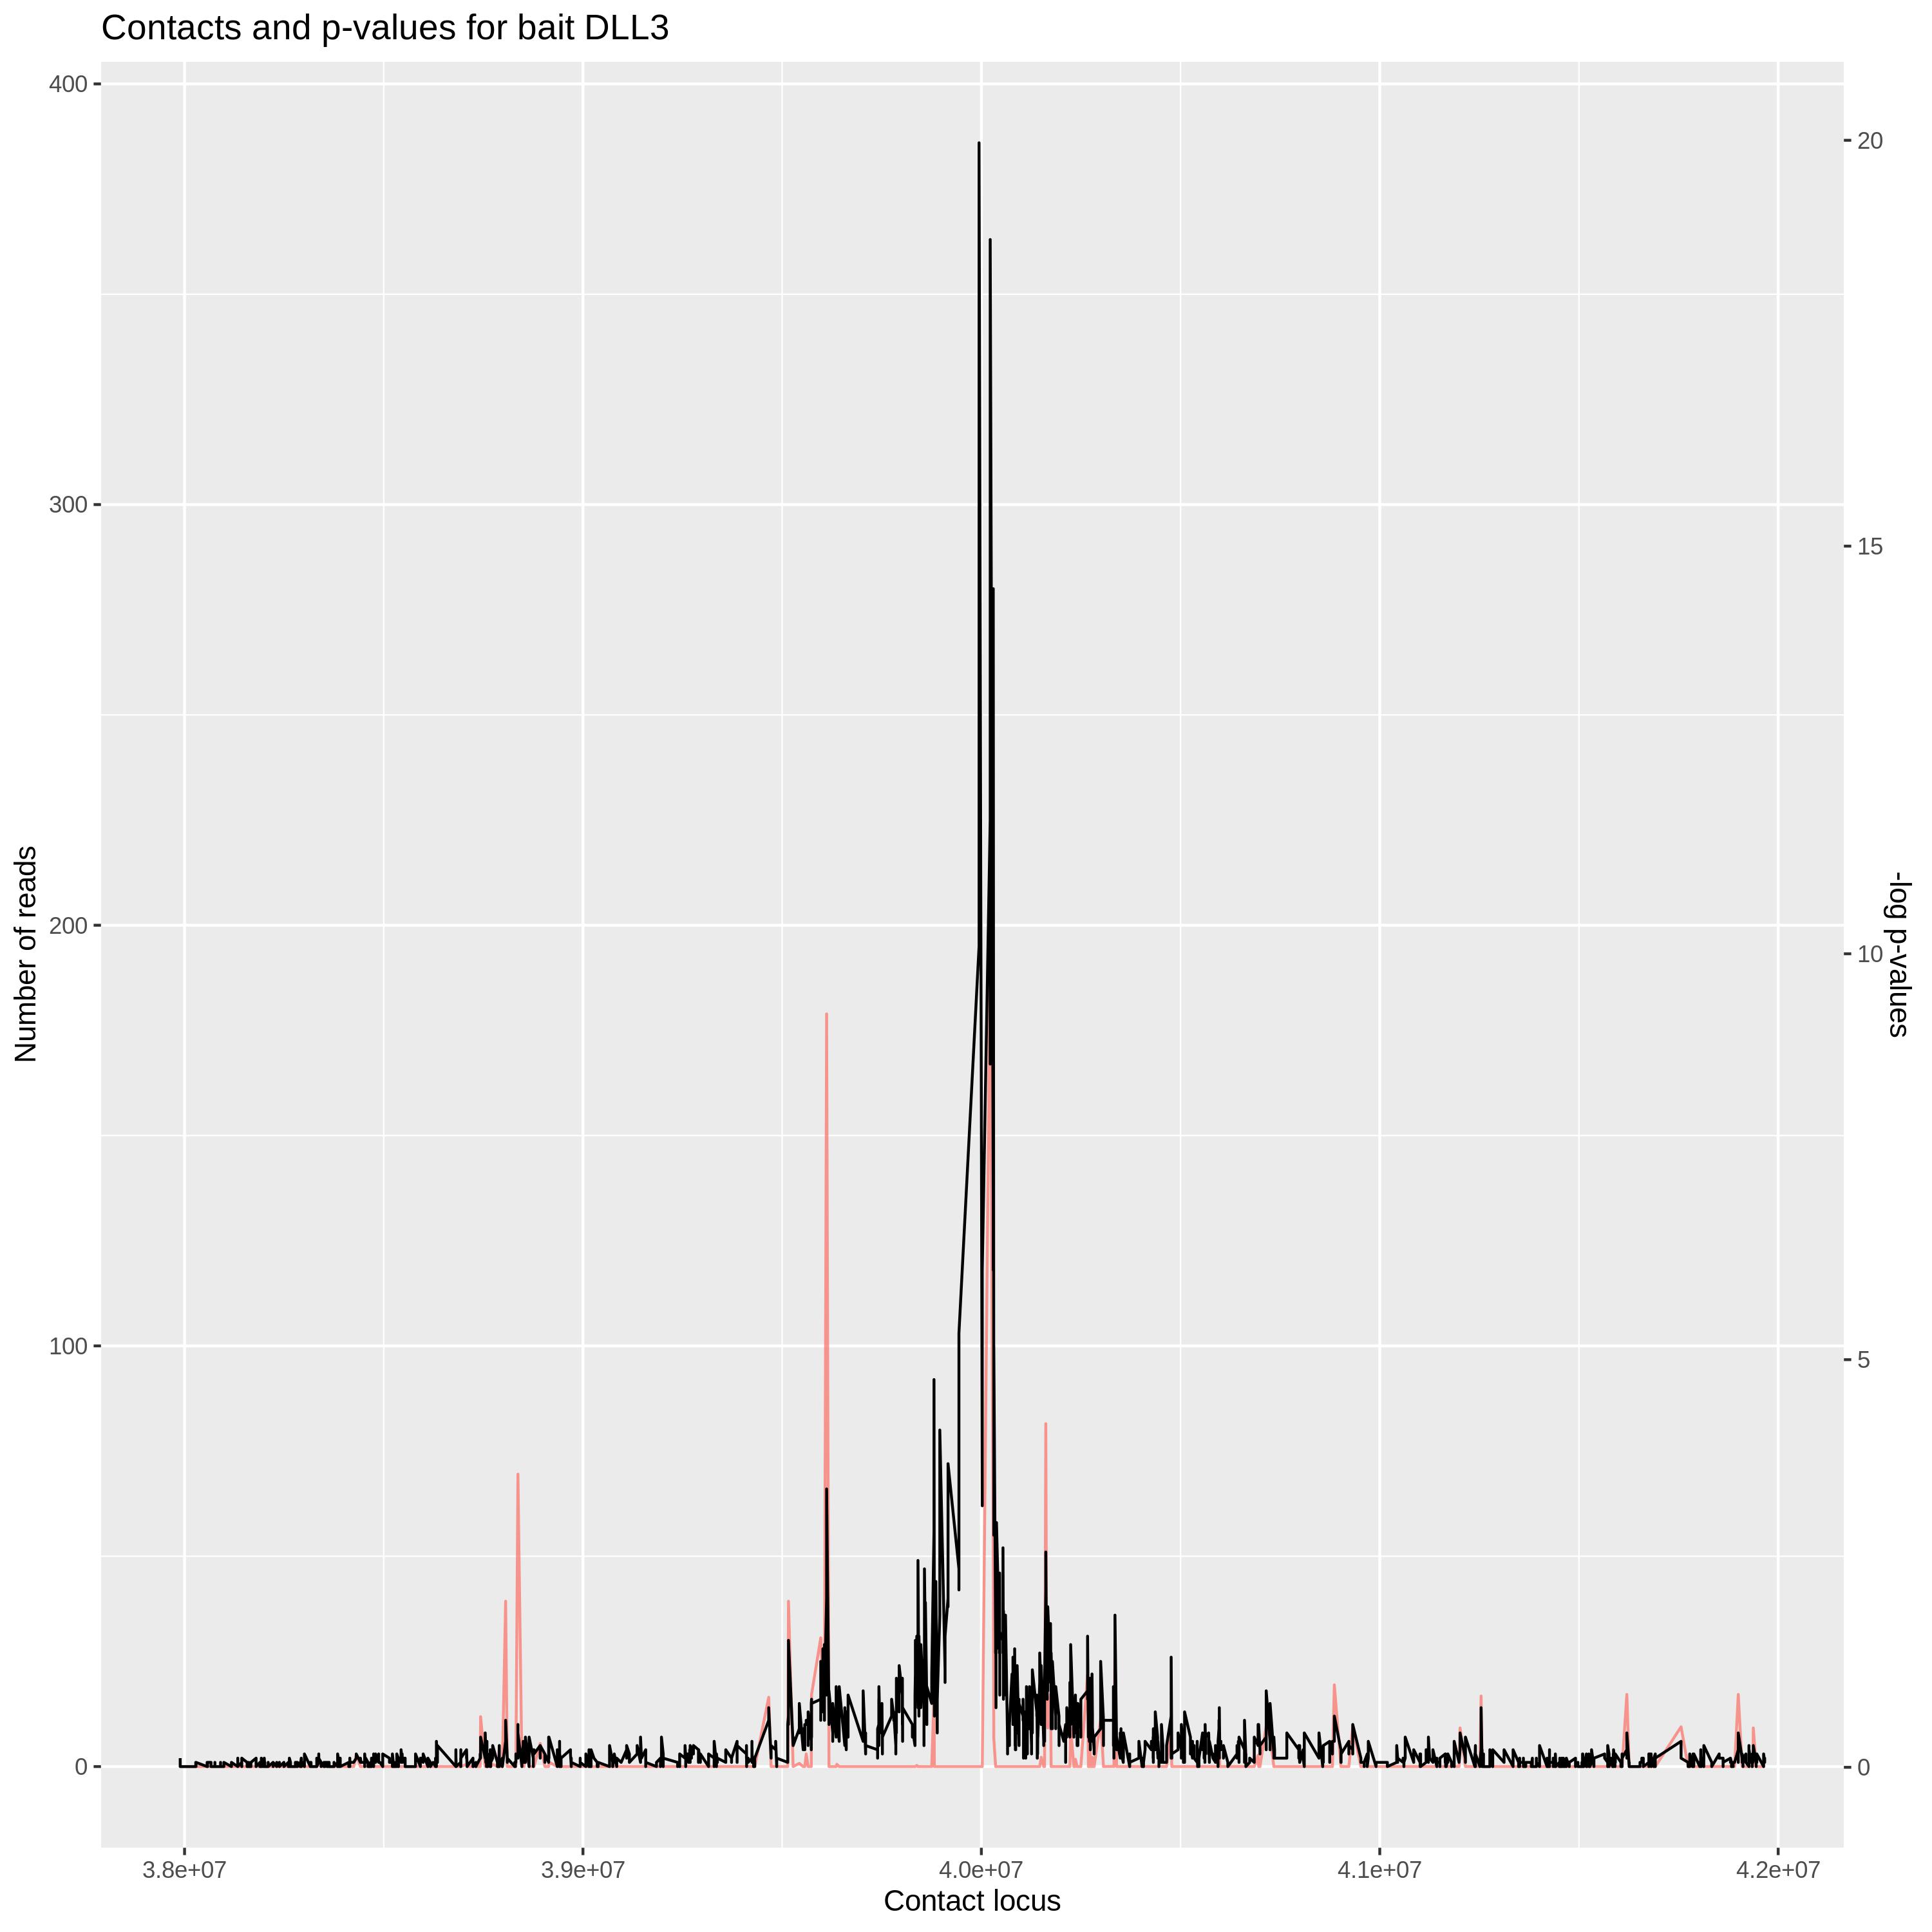 Contacts and p-values for bait DLL3
400
300
200
100
0
Number of reads
20
15
10
5
0
-log p-values
3.8e+07
3.9e+07
4.0e+07
4.1e+07
4.2e+07
Contact locus